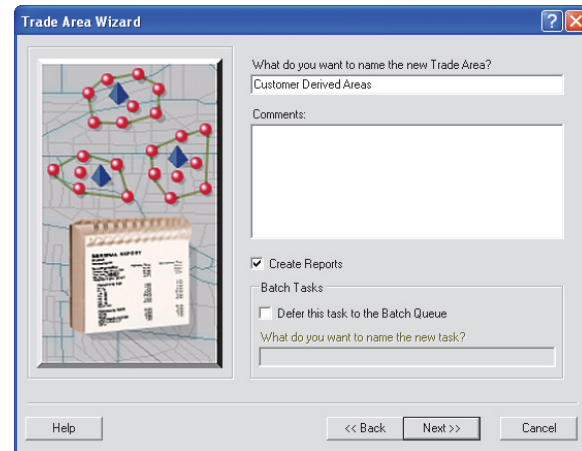 Trade Area Wizard
What do you want to name the new Trade Area?
Customer Derived Areas
Comments:
Create Reports
Batch Tasks
Defer this task to the Batch Queue
What do you want to name the new task?
Help
<< Back
Next >>
Cancel